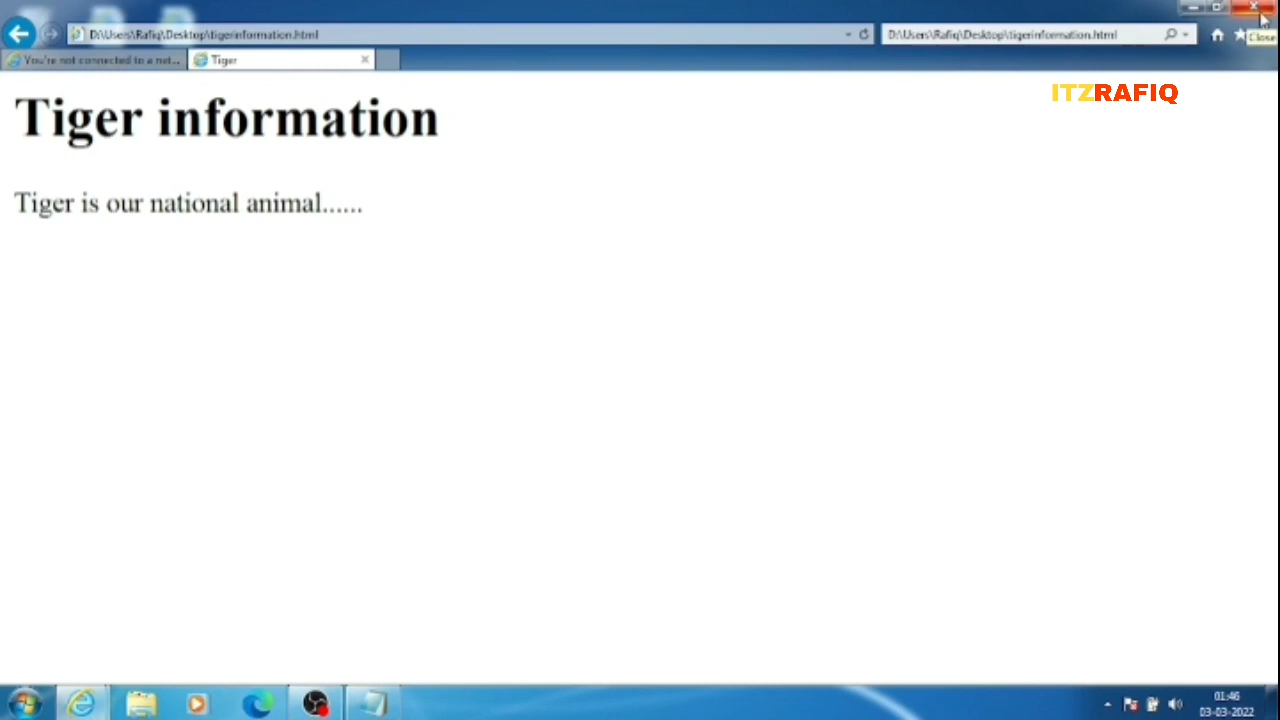 D:\Users\Rafiq\Desktop\tigerinformation.html
D:\Users\Rafiq\Desktop\tigerinformation.html
Close
You're not connected to a net...
Tiger
ITZRAFIQ
Tiger information
Tiger is our national animal......
01:46
03-03-2022